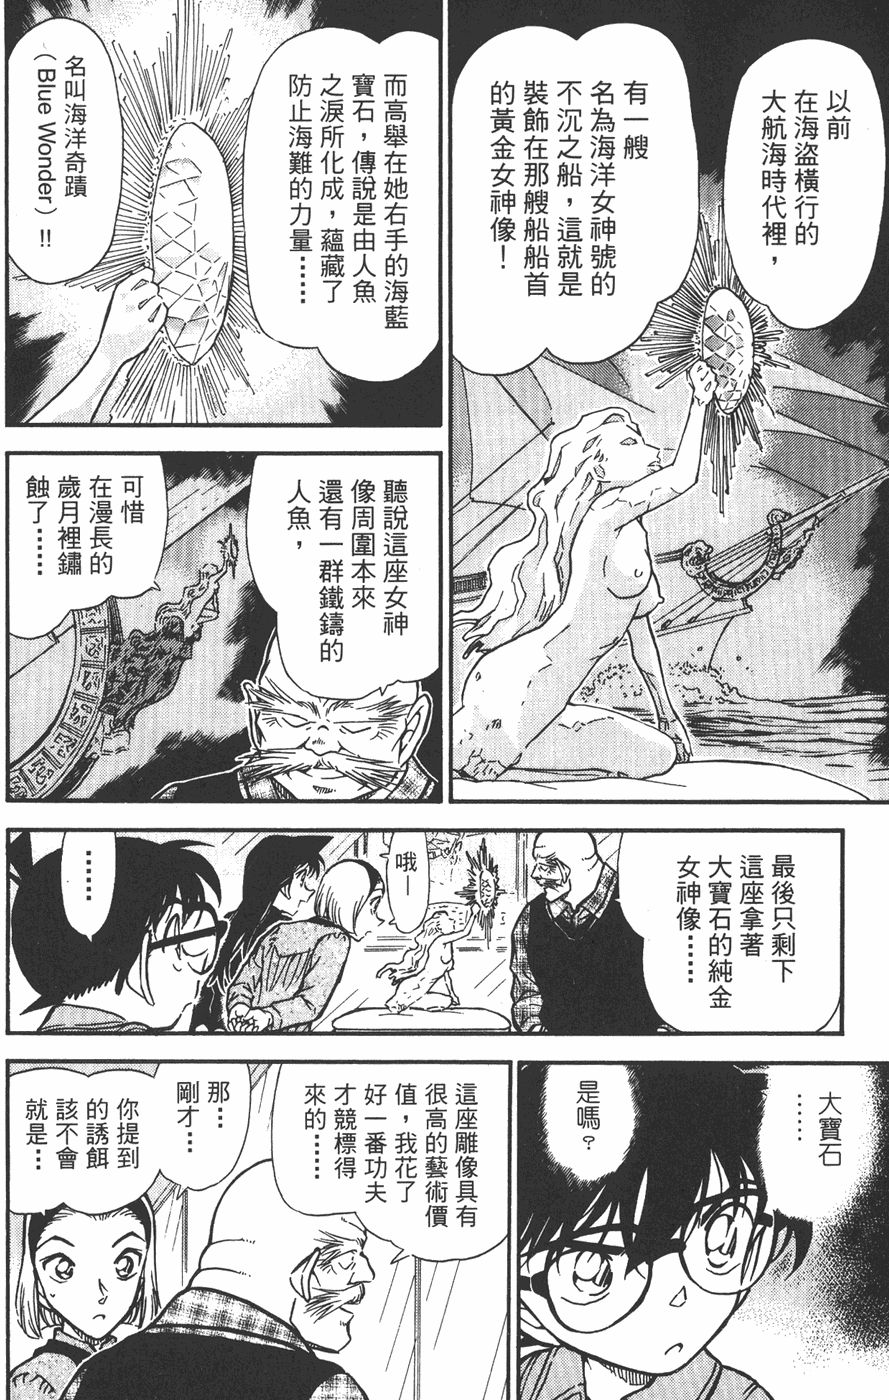 以前
在海盜橫行的
大航海時代裡，
有一艘
名為海洋女神號的
不沉之船，這就是
裝飾在那艘船船首
的黃金女神像！
而高舉在她右手的海藍
寶石，傳說是由人魚
之淚所化成，蘊藏了
防止海難的力量⋯⋯
名叫海洋奇蹟
（Blue Wonder）!!
聽說這座女神
像周圍本來
還有一群鐵鑄的
人魚，
可惜
在漫長的
歲月裡鏽
蝕了⋯⋯
最後只剩下
這座拿著
大寶石的純金
女神像⋯⋯
哦—
⋯⋯
大寶石
⋯⋯
是嗎？
這座雕像具有
很高的藝術價
值，我花了
好一番功夫
才競標得
來的⋯⋯
那⋯
剛才⋯
你提到
的誘餌
該不會
就是⋯